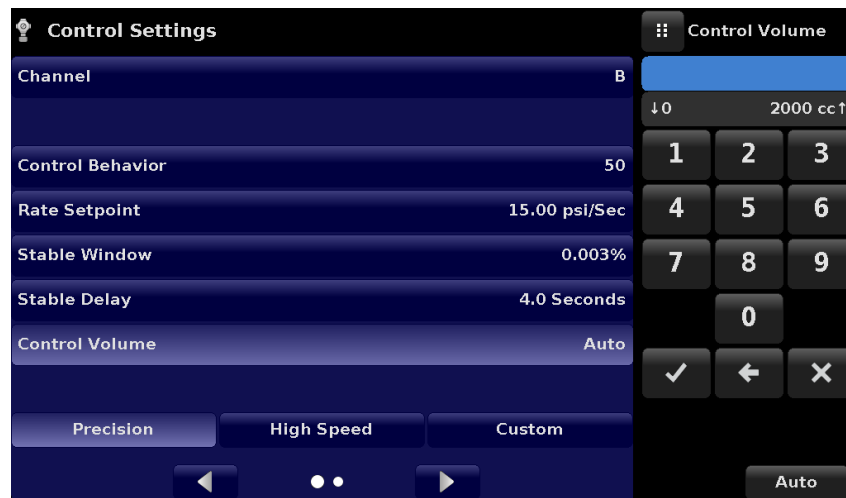 Control Settings
Channel B
Control Behavior 50
Rate Setpoint 15.00 psi/Sec
Stable Window 0.003%
Stable Delay 4.0 Seconds
Control Volume Auto
Precision High Speed Custom
Control Volume
↓0 2000 cc↑
1 2 3
4 5 6
7 8 9
0
Auto